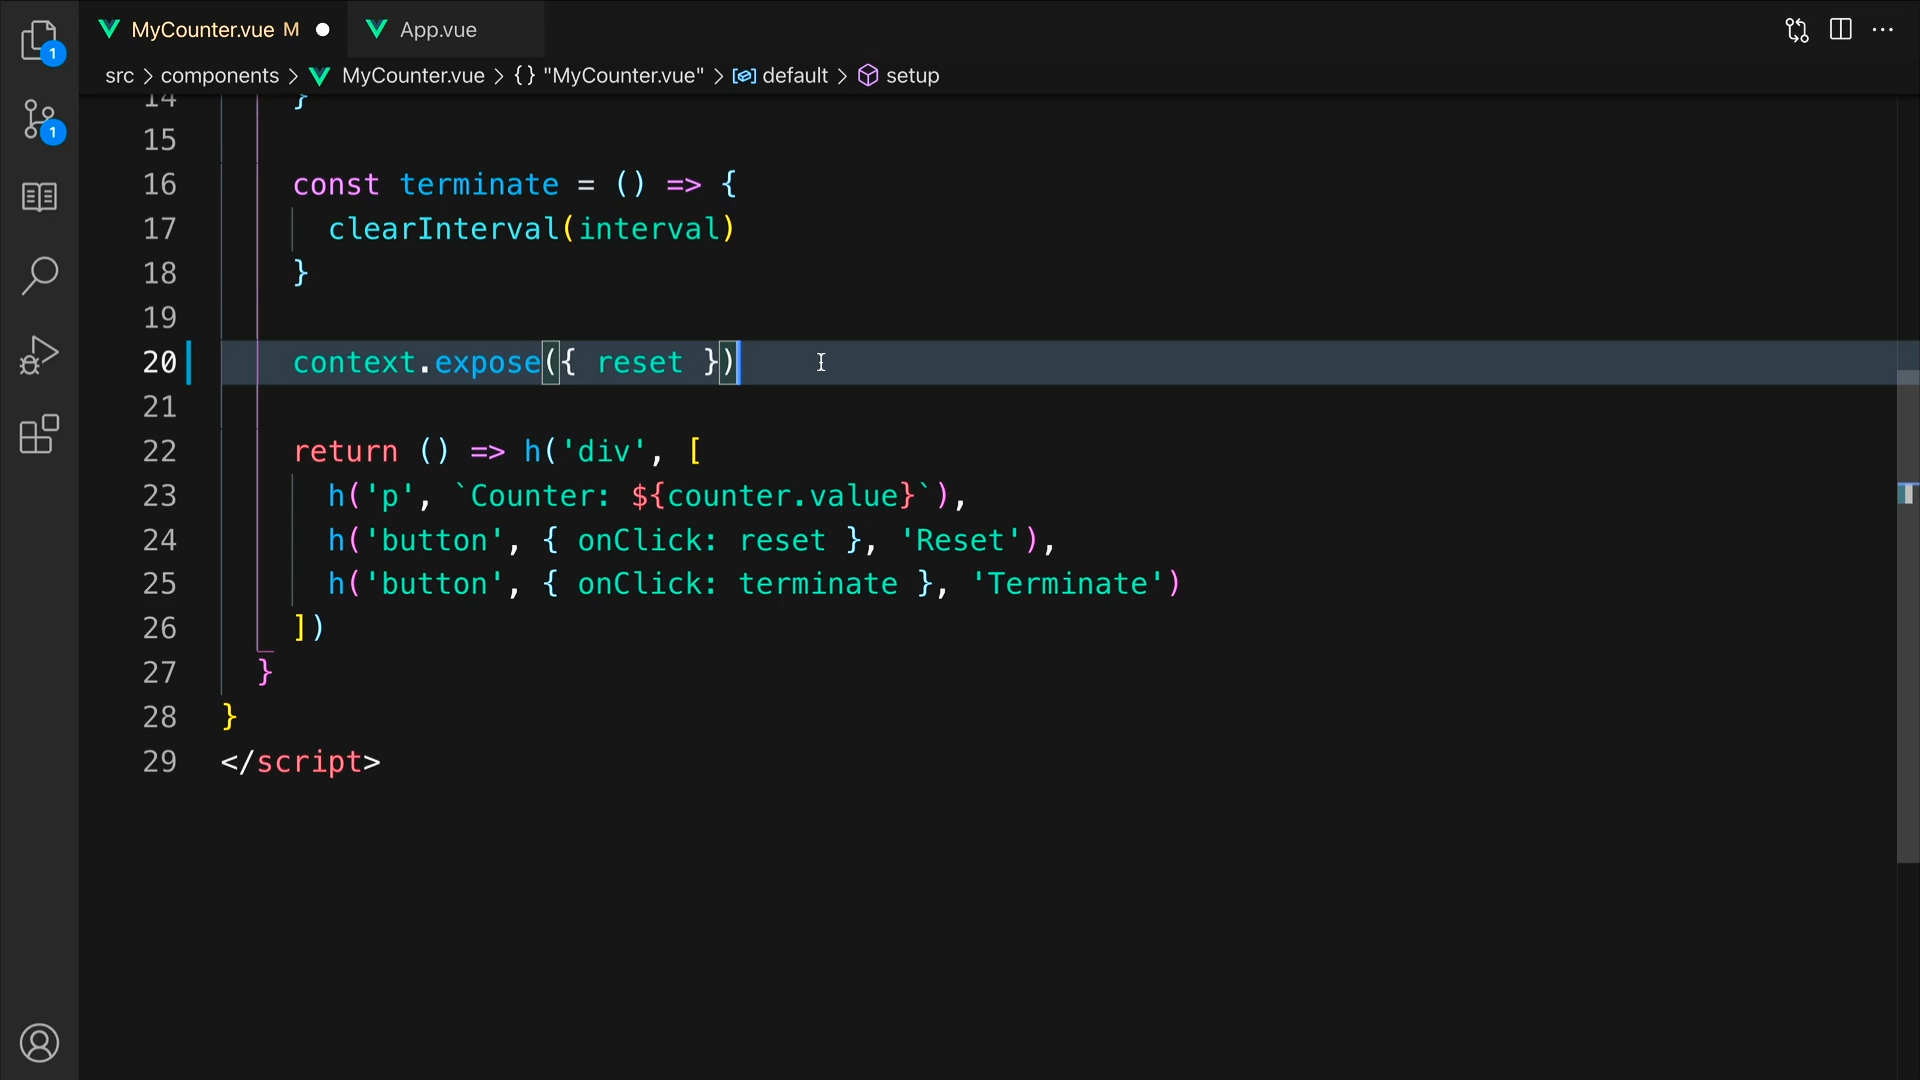 MyCounter.vue M
App.vue
src > components > MyCounter.vue > {} "MyCounter.vue" > default > setup
1
1
14 }
15
16 const terminate = () => {
17 clearInterval(interval)
18 }
19
20 context.expose({ reset })
21
22 return () => h('div', [
23 h('p', `Counter: ${counter.value}`),
24 h('button', { onClick: reset }, 'Reset'),
25 h('button', { onClick: terminate }, 'Terminate')
26 ])
27 }
28 }
29 </script>